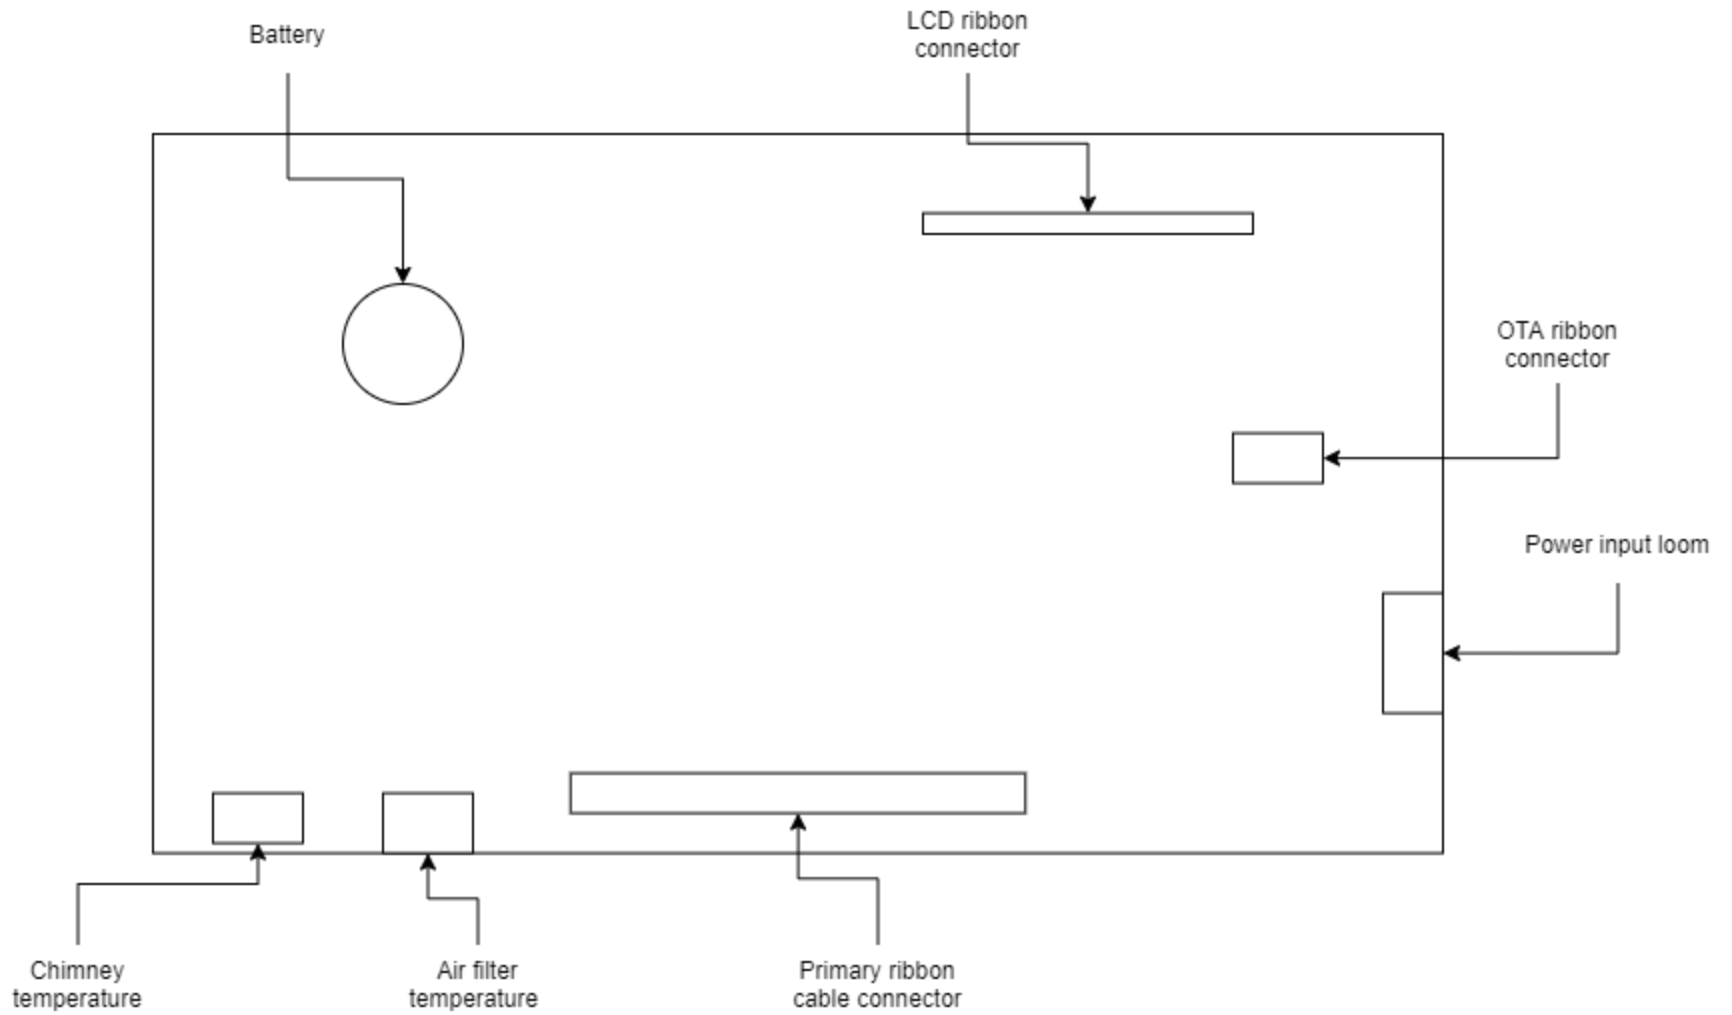 Battery
LCD ribbon
connector
OTA ribbon
connector
Power input loom
Chimney
temperature
Air filter
temperature
Primary ribbon
cable connector